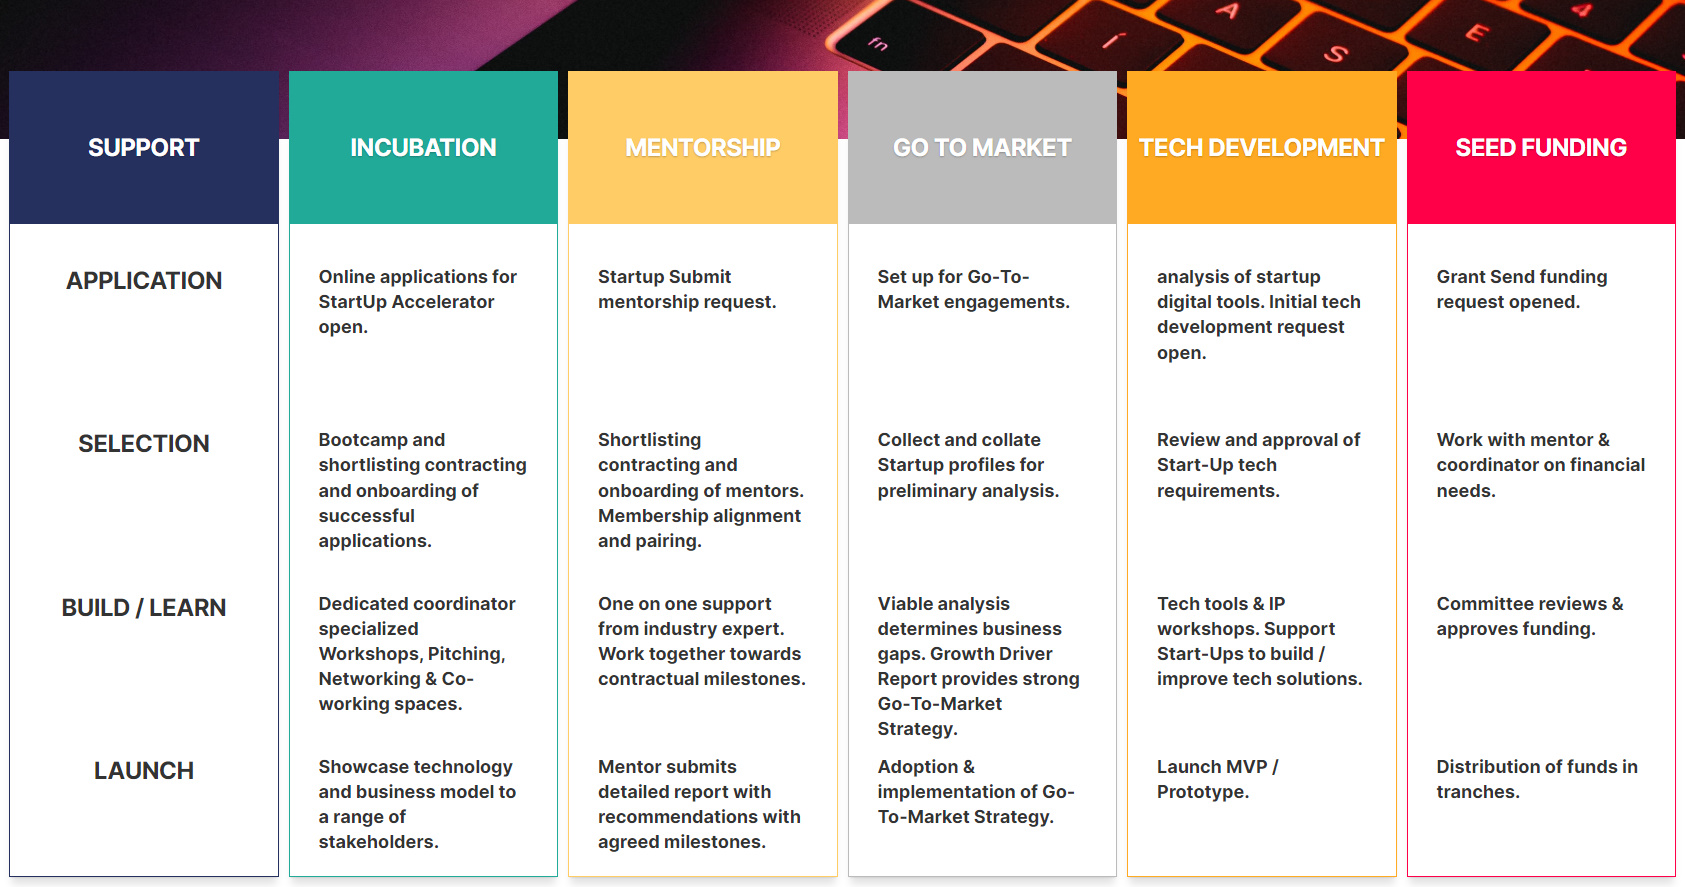 fn
A
Í
S
E
4
SUPPORT
INCUBATION
MENTORSHIP
GO TO MARKET
TECH DEVELOPMENT
SEED FUNDING
APPLICATION
Online applications for
StartUp Accelerator
open.
Startup Submit
mentorship request.
Set up for Go-To-
Market engagements.
analysis of startup
digital tools. Initial tech
development request
open.
Grant Send funding
request opened.
SELECTION
Bootcamp and
shortlisting contracting
and onboarding of
successful
applications.
Shortlisting
contracting and
onboarding of mentors.
Membership alignment
and pairing.
Collect and collate
Startup profiles for
preliminary analysis.
Review and approval of
Start-Up tech
requirements.
Work with mentor &
coordinator on financial
needs.
BUILD / LEARN
Dedicated coordinator
specialized
Workshops, Pitching,
Networking & Co-
working spaces.
One on one support
from industry expert.
Work together towards
contractual milestones.
Viable analysis
determines business
gaps. Growth Driver
Report provides strong
Go-To-Market
Strategy.
Tech tools & IP
workshops. Support
Start-Ups to build /
improve tech solutions.
Committee reviews &
approves funding.
LAUNCH
Showcase technology
and business model to
a range of
stakeholders.
Mentor submits
detailed report with
recommendations with
agreed milestones.
Adoption &
implementation of Go-
To-Market Strategy.
Launch MVP /
Prototype.
Distribution of funds in
tranches.